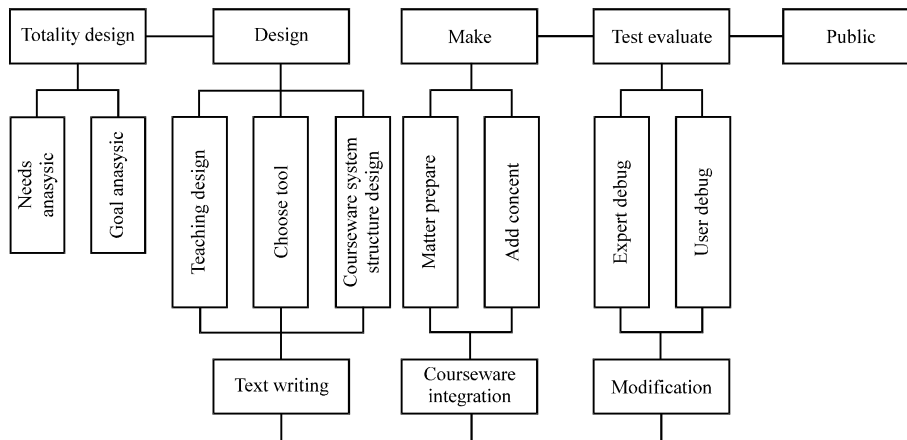 Totality design
Design
Make
Test evaluate
Public
Needs
anasysic
Goal anasysic
Teaching design
Choose tool
Courseware system
structure design
Matter prepare
Add concent
Expert debug
User debug
Text writing
Courseware
integration
Modification